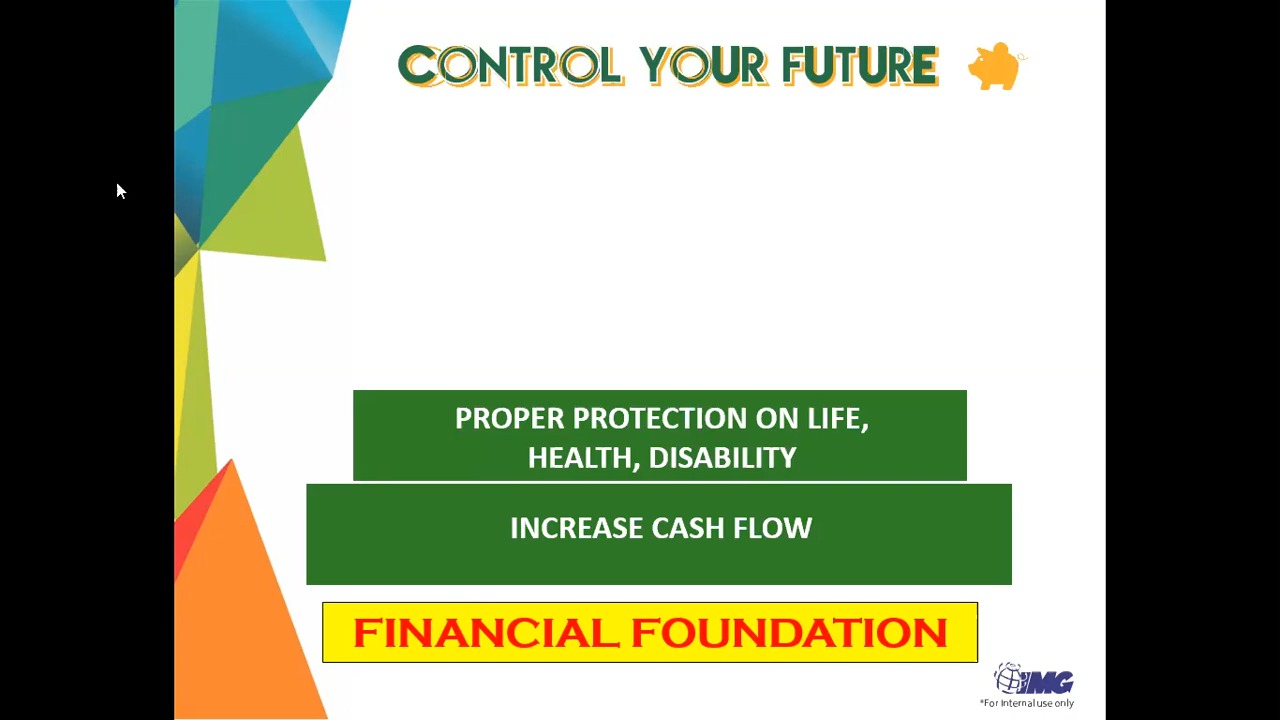 CONTROL YOUR FUTURE
PROPER PROTECTION ON LIFE,
HEALTH, DISABILITY
INCREASE CASH FLOW
FINANCIAL FOUNDATION
IMG
*For Internal use only